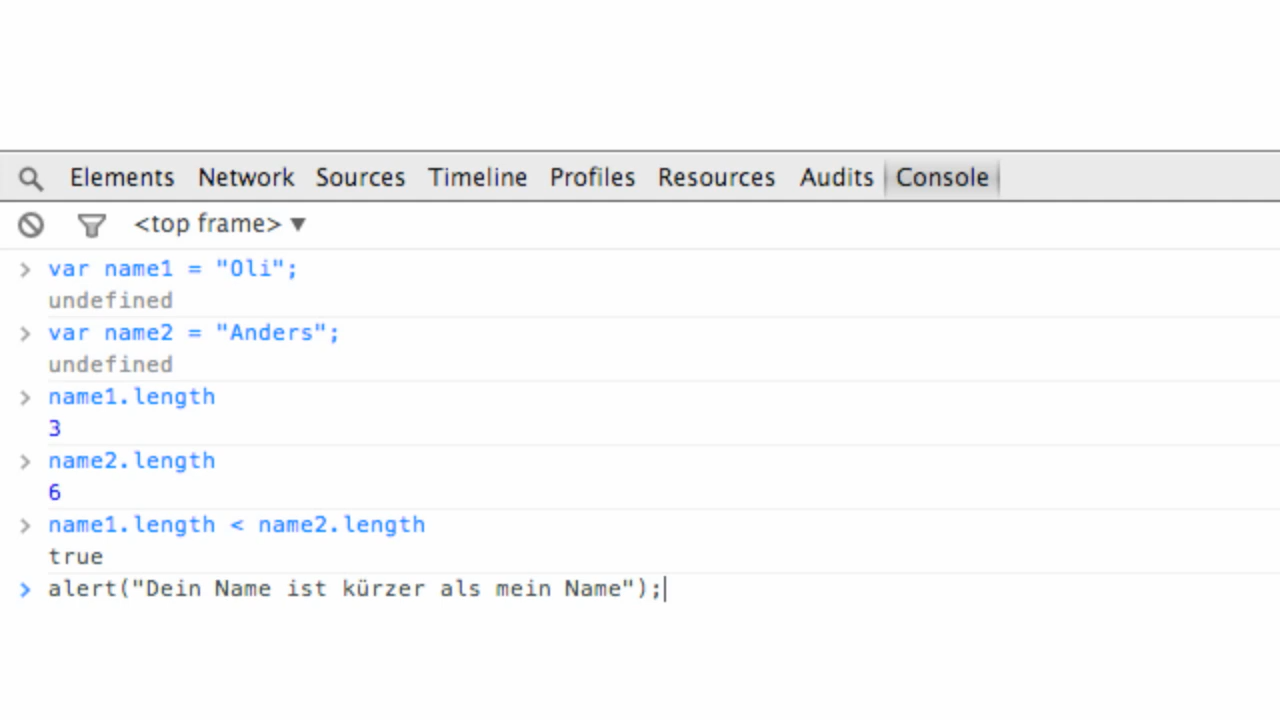 Elements Network Sources Timeline Profiles Resources Audits Console
<top frame> ▼
> var name1 = "Oli";
undefined
> var name2 = "Anders";
undefined
> name1.length
3
> name2.length
6
> name1.length < name2.length
true
> alert("Dein Name ist kürzer als mein Name");